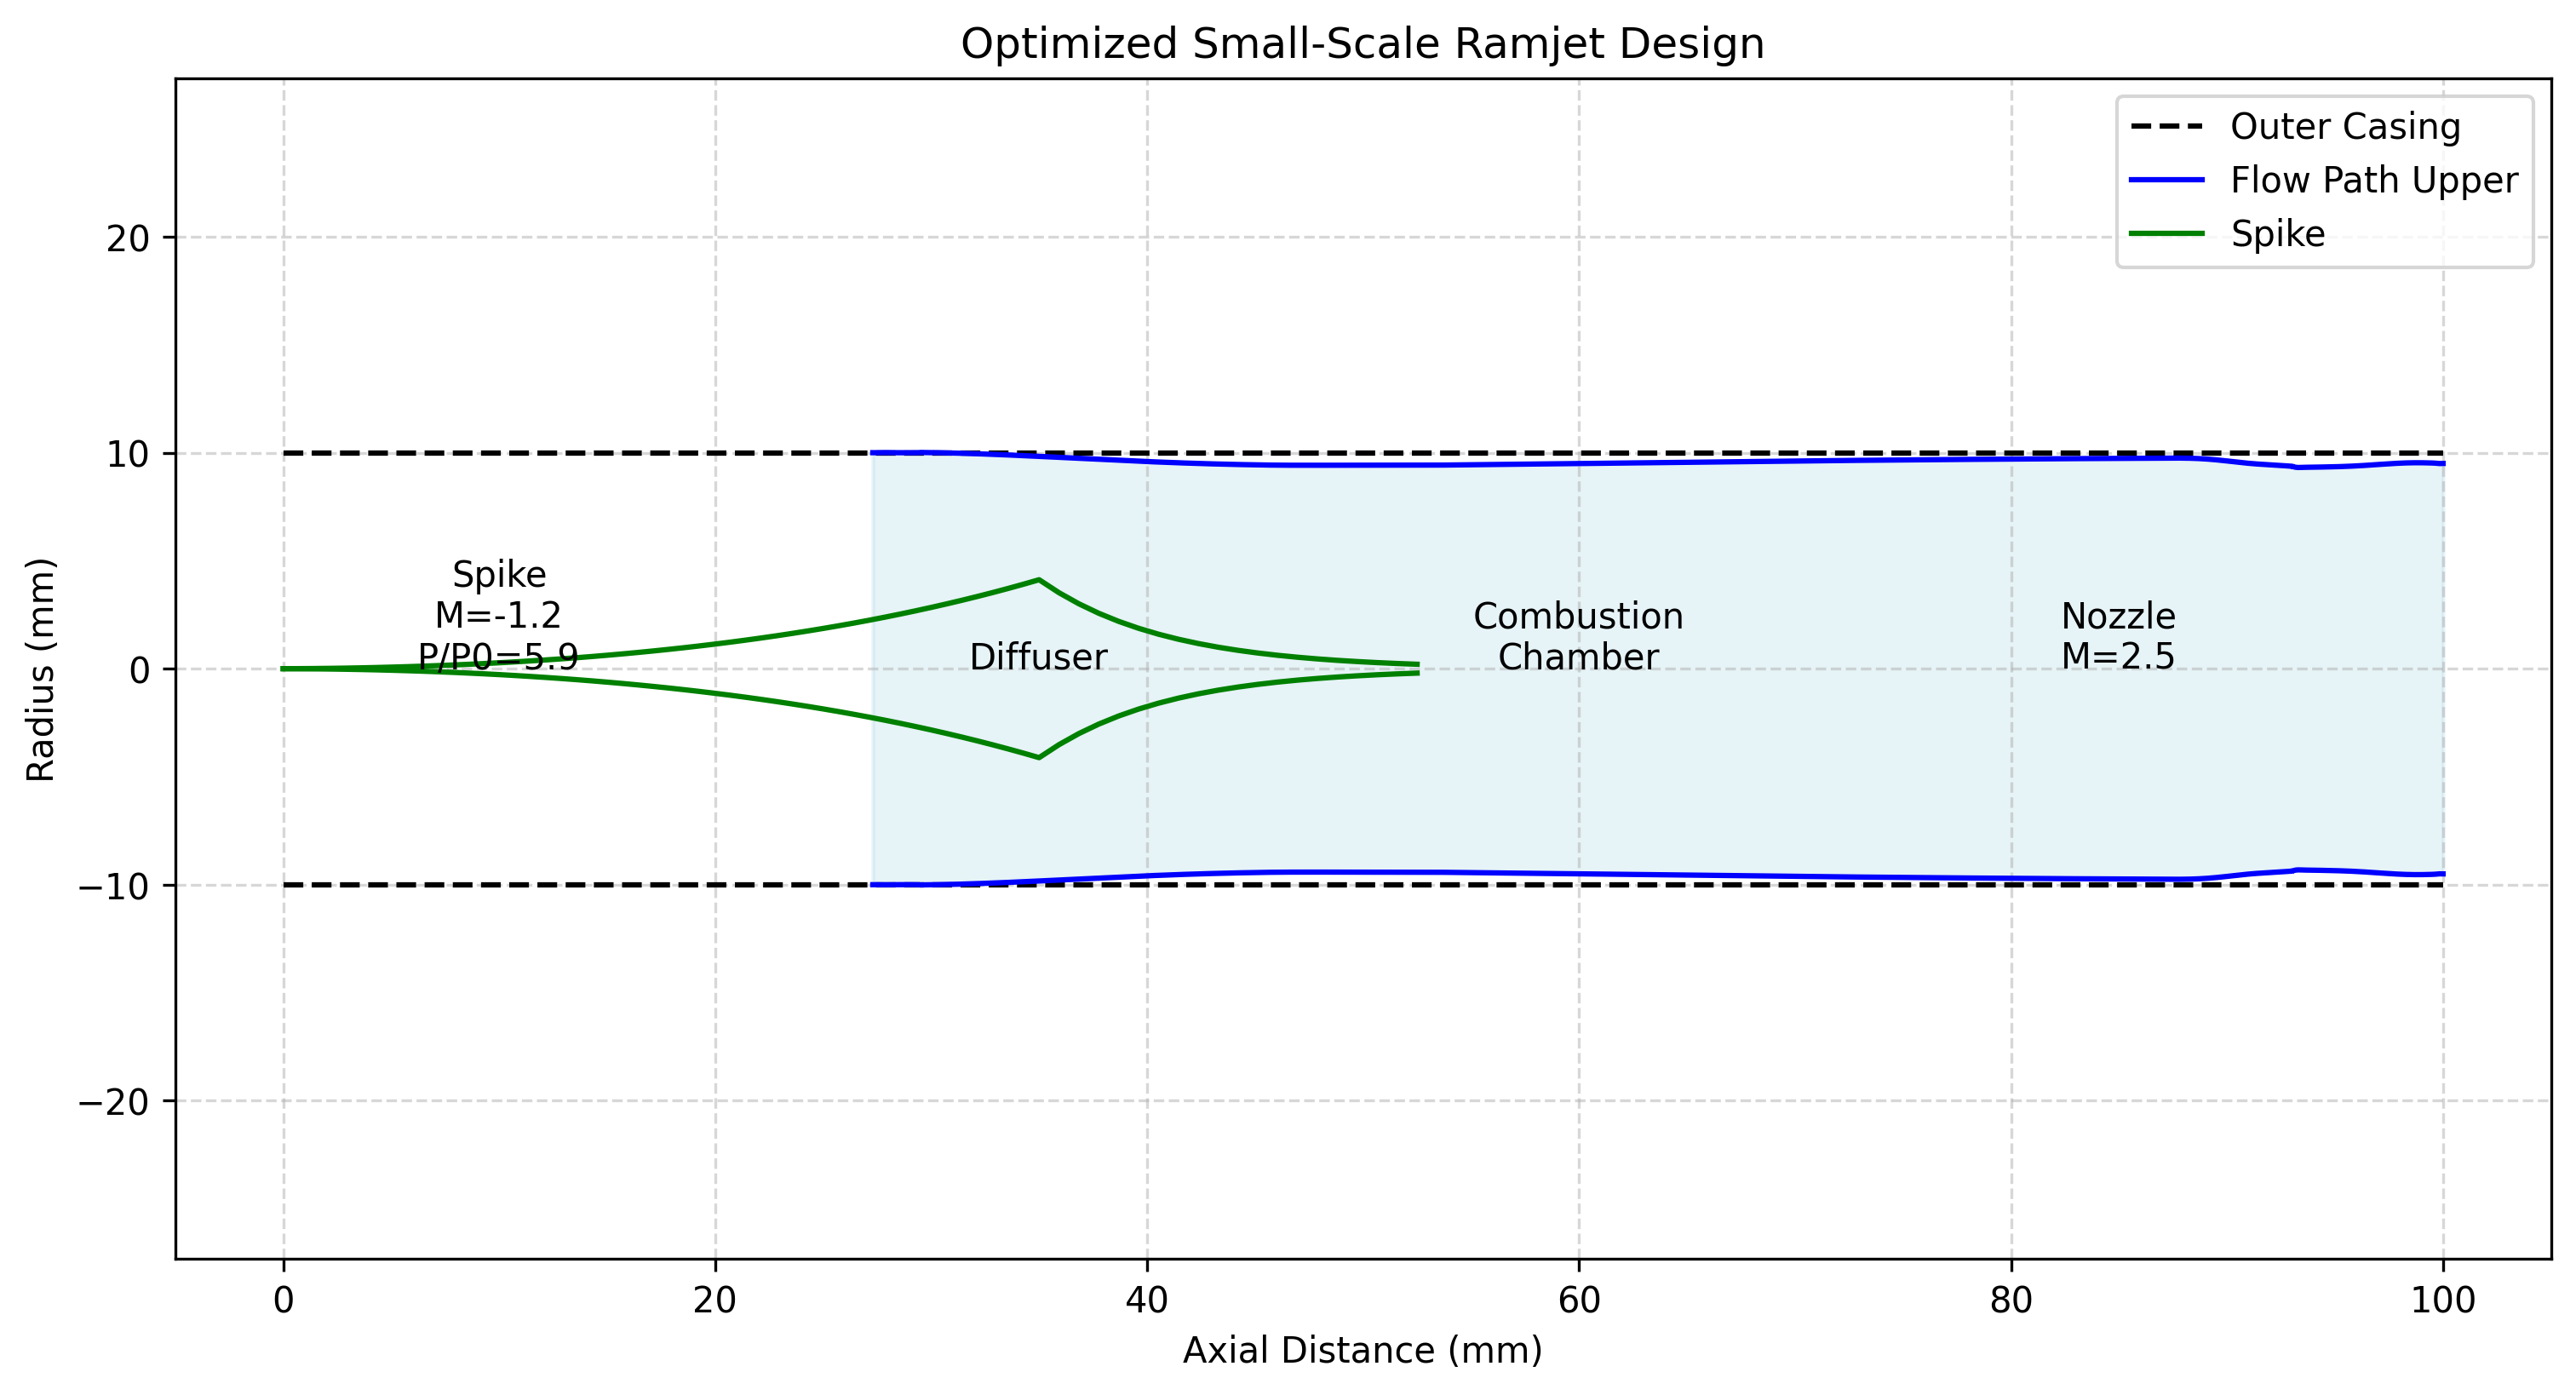 Optimized Small-Scale Ramjet Design
Outer Casing
Flow Path Upper
Spike
Radius (mm)
20
10
0
−10
−20
Spike
M=-1.2
P/P0=5.9
Diffuser
Combustion
Chamber
Nozzle
M=2.5
0
20
40
60
80
100
Axial Distance (mm)